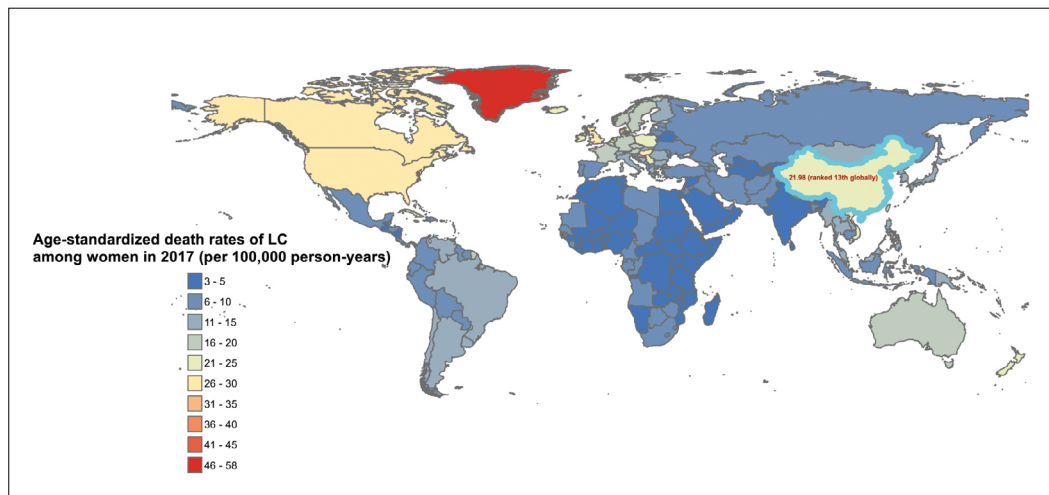 21.98 (ranked 13th globally)
Age-standardized death rates of LC
among women in 2017 (per 100,000 person-years)
3 - 5
6 - 10
11 - 15
16 - 20
21 - 25
26 - 30
31 - 35
36 - 40
41 - 45
46 - 58